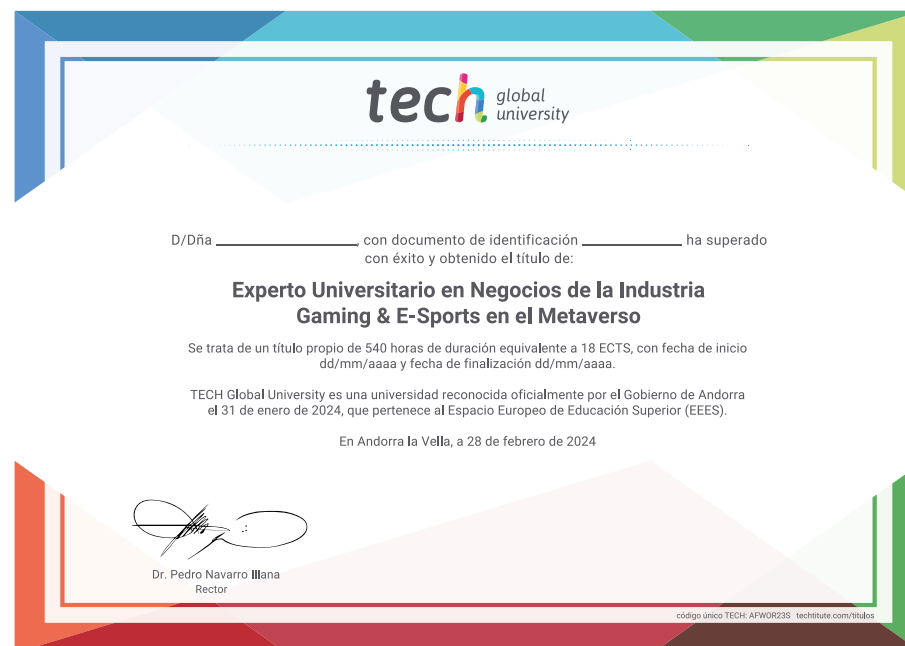 tech global university
D/Dña ____________________, con documento de identificación ______________ ha superado
con éxito y obtenido el título de:
Experto Universitario en Negocios de la Industria
Gaming & E-Sports en el Metaverso
Se trata de un título propio de 540 horas de duración equivalente a 18 ECTS, con fecha de inicio
dd/mm/aaaa y fecha de finalización dd/mm/aaaa.
TECH Global University es una universidad reconocida oficialmente por el Gobierno de Andorra
el 31 de enero de 2024, que pertenece al Espacio Europeo de Educación Superior (EEES).
En Andorra la Vella, a 28 de febrero de 2024
Dr. Pedro Navarro Illana
Rector
código único TECH: AFWOR23S techtitute.com/titulos